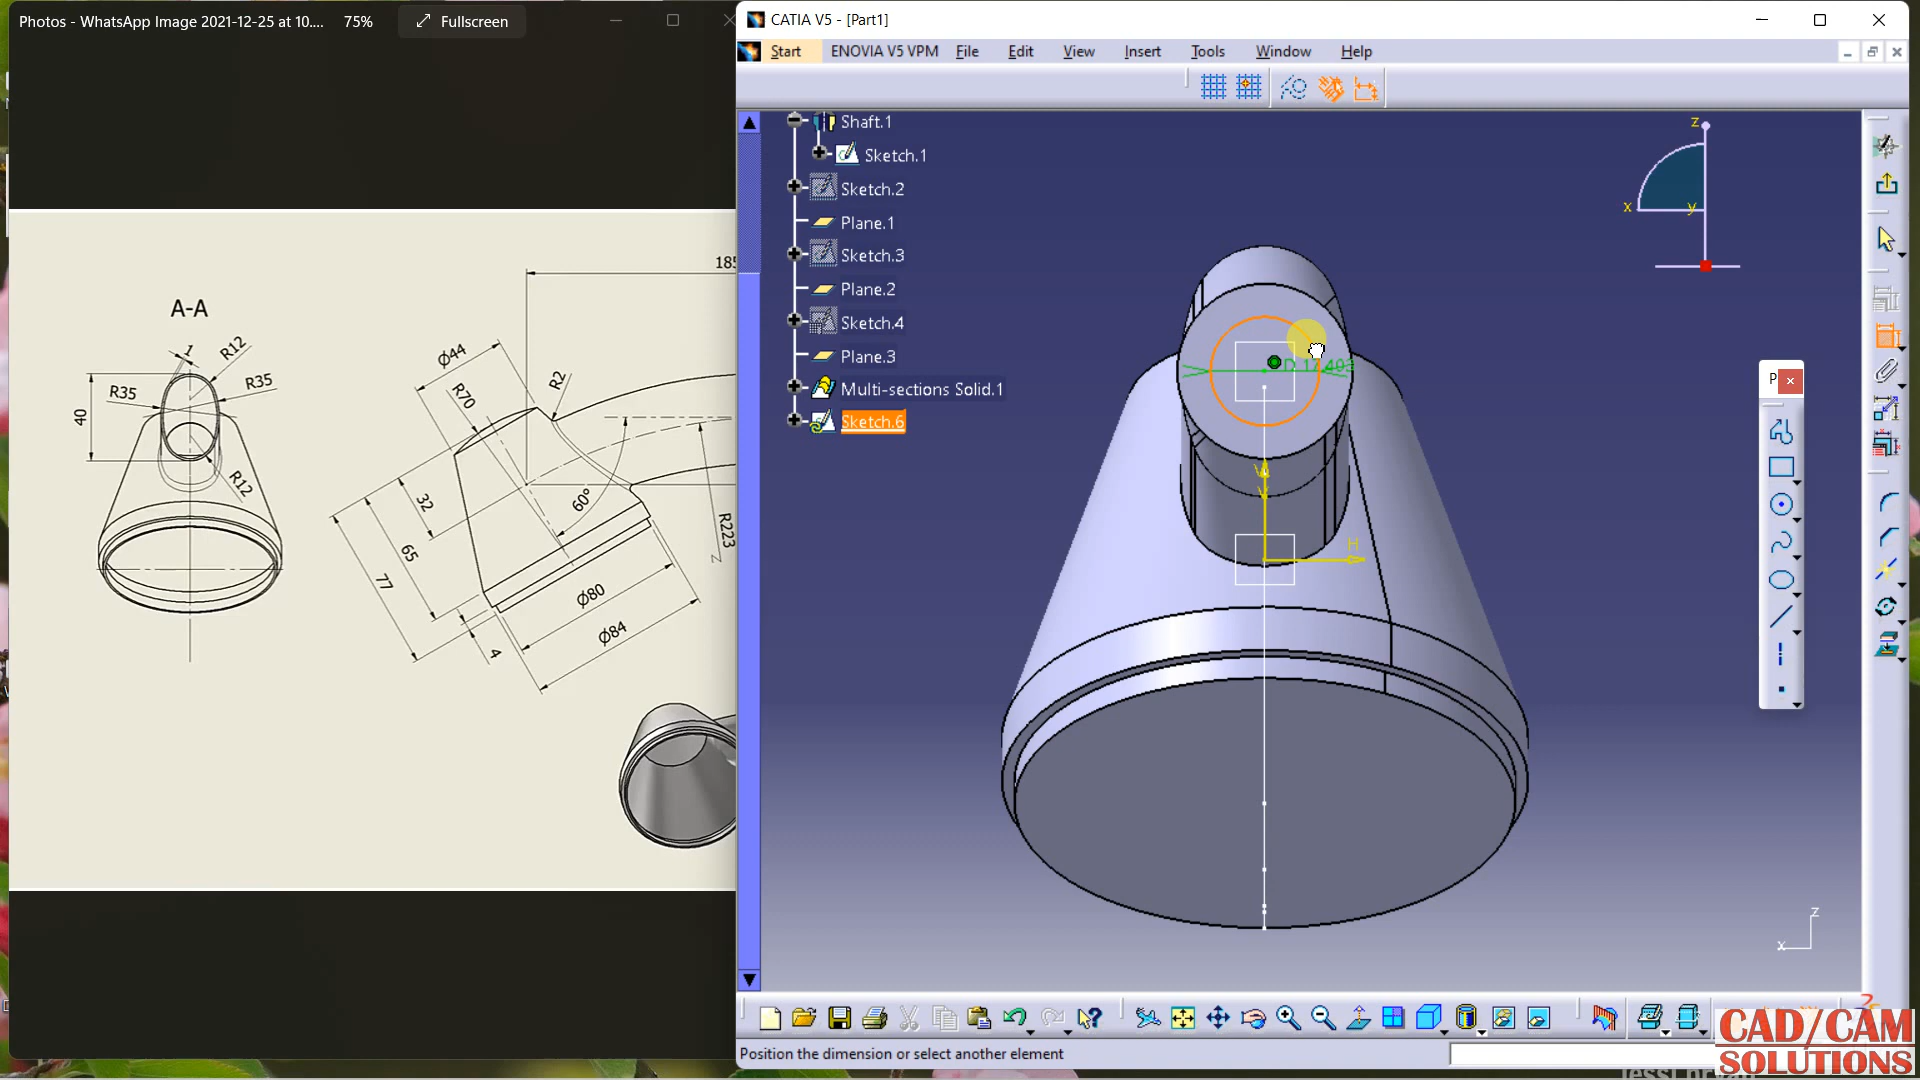 Photos - WhatsApp Image 2021-12-25 at 10.... 75% Fullscreen
CATIA V5 - [Part1]
Start ENOVIA V5 VPM File Edit View Insert Tools Window Help
Shaft.1
Sketch.1
Sketch.2
Plane.1
Sketch.3
Plane.2
Sketch.4
Plane.3
Multi-sections Solid.1
Sketch.6
A-A
1
R12
R35
R35
40
R12
185
Ø44
R70
R2
32
60°
65
77
R223
Z
Ø80
Ø84
4
z
x
y
V
H
P
z
x
Position the dimension or select another element
CAD/CAM
SOLUTIONS